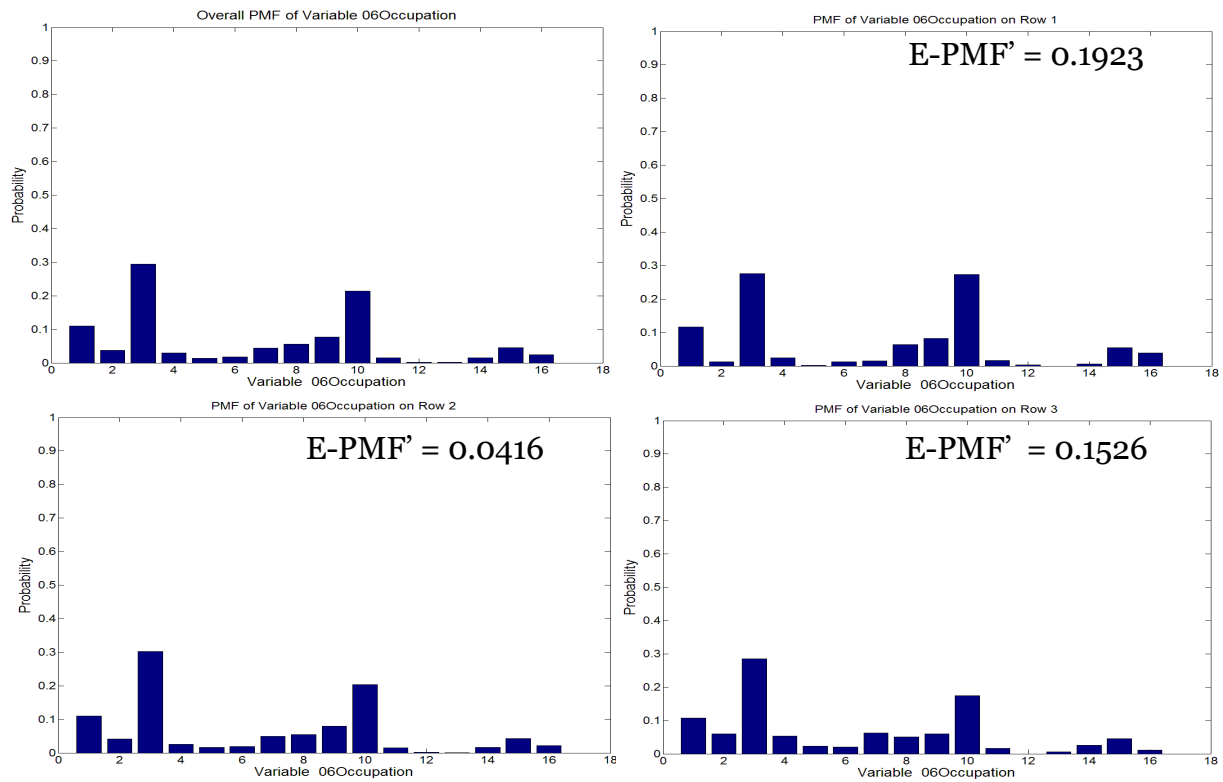 Overall PMF of Variable 06Occupation
1
0.9
0.8
0.7
0.6
0.5
0.4
0.3
0.2
0.1
0
Probability
0 2 4 6 8 10 12 14 16 18
Variable 06Occupation
PMF of Variable 06Occupation on Row 1
E-PMF' = 0.1923
1
0.9
0.8
0.7
0.6
0.5
0.4
0.3
0.2
0.1
0
Probability
0 2 4 6 8 10 12 14 16 18
Variable 06Occupation
PMF of Variable 06Occupation on Row 2
E-PMF' = 0.0416
1
0.9
0.8
0.7
0.6
0.5
0.4
0.3
0.2
0.1
0
Probability
0 2 4 6 8 10 12 14 16 18
Variable 06Occupation
PMF of Variable 06Occupation on Row 3
E-PMF' = 0.1526
1
0.9
0.8
0.7
0.6
0.5
0.4
0.3
0.2
0.1
0
Probability
0 2 4 6 8 10 12 14 16 18
Variable 06Occupation